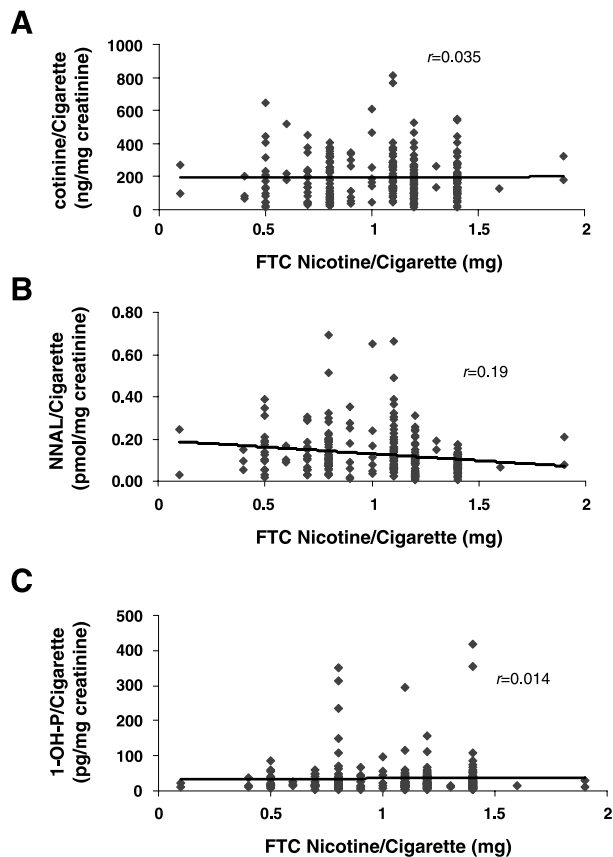 A
cotinine/Cigarette
(ng/mg creatinine)
1000
800
600
400
200
0
r=0.035
0 0.5 1 1.5 2
FTC Nicotine/Cigarette (mg)
B
NNAL/Cigarette
(pmol/mg creatinine)
0.80
0.60
0.40
0.20
0.00
r=0.19
0 0.5 1 1.5 2
FTC Nicotine/Cigarette (mg)
C
1-OH-P/Cigarette
(pg/mg creatinine)
500
400
300
200
100
0
r=0.014
0 0.5 1 1.5 2
FTC Nicotine/Cigarette (mg)